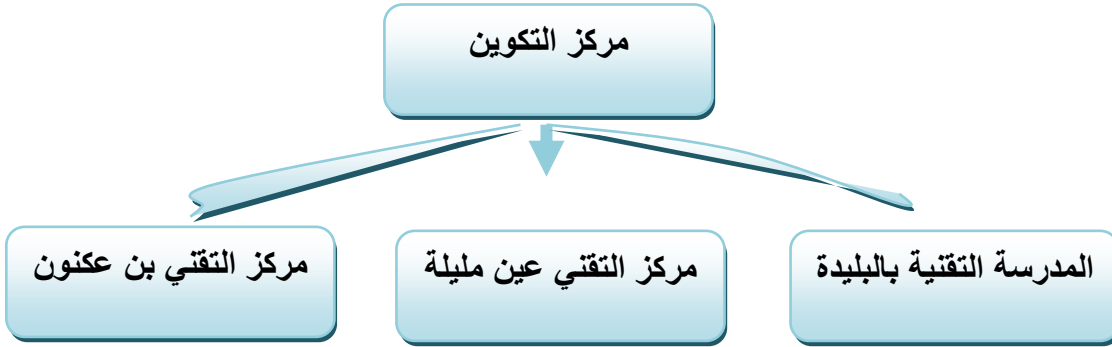 مركز التكوين
المدرسة التقنية بالبليدة
مركز التقني عين مليلة
مركز التقني بن عكنون